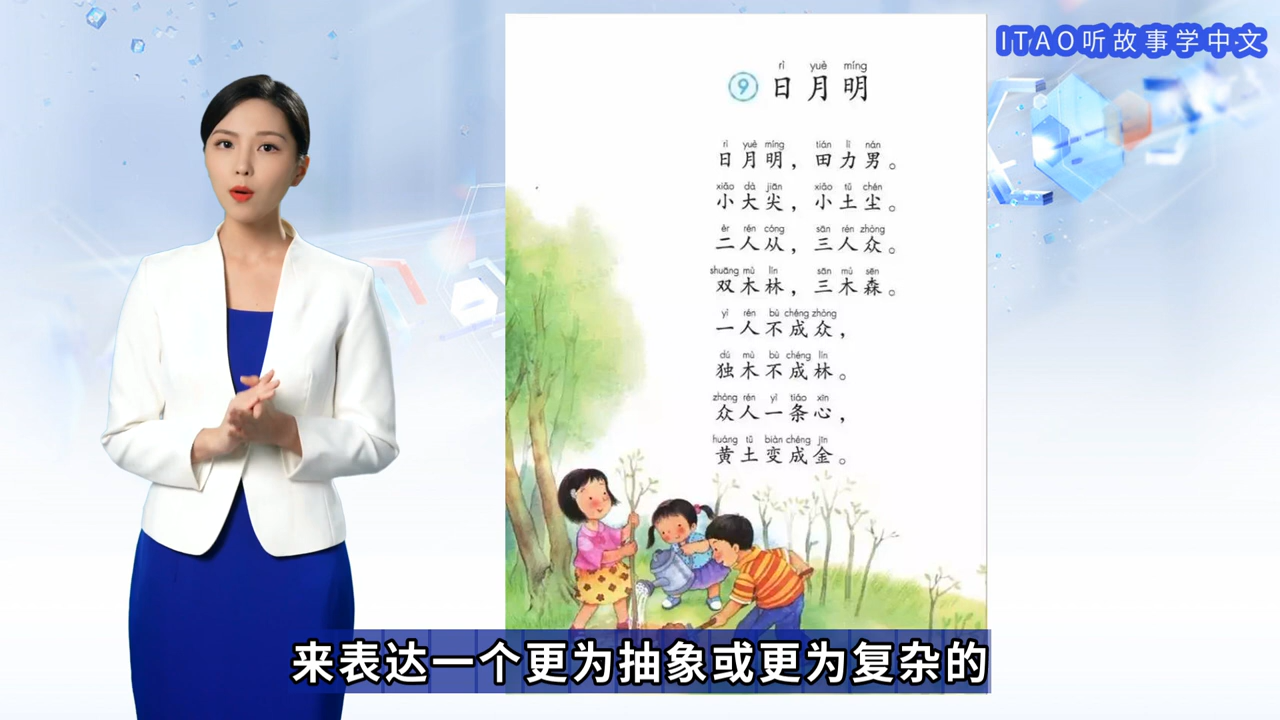 ITAO听故事学中文
rì yuè míng
9 日月明
rì yuè míng tián lì nán
日月明，田力男。
xiǎo dà jiān xiǎo tǔ chén
小大尖，小土尘。
èr rén cóng sān rén zhòng
二人从，三人众。
shuāng mù lín sān mù sēn
双木林，三木森。
yì rén bù chéng zhòng
一人不成众，
dú mù bù chéng lín
独木不成林。
zhòng rén yì tiáo xīn
众人一条心，
huáng tǔ biàn chéng jīn
黄土变成金。
来表达一个更为抽象或更为复杂的